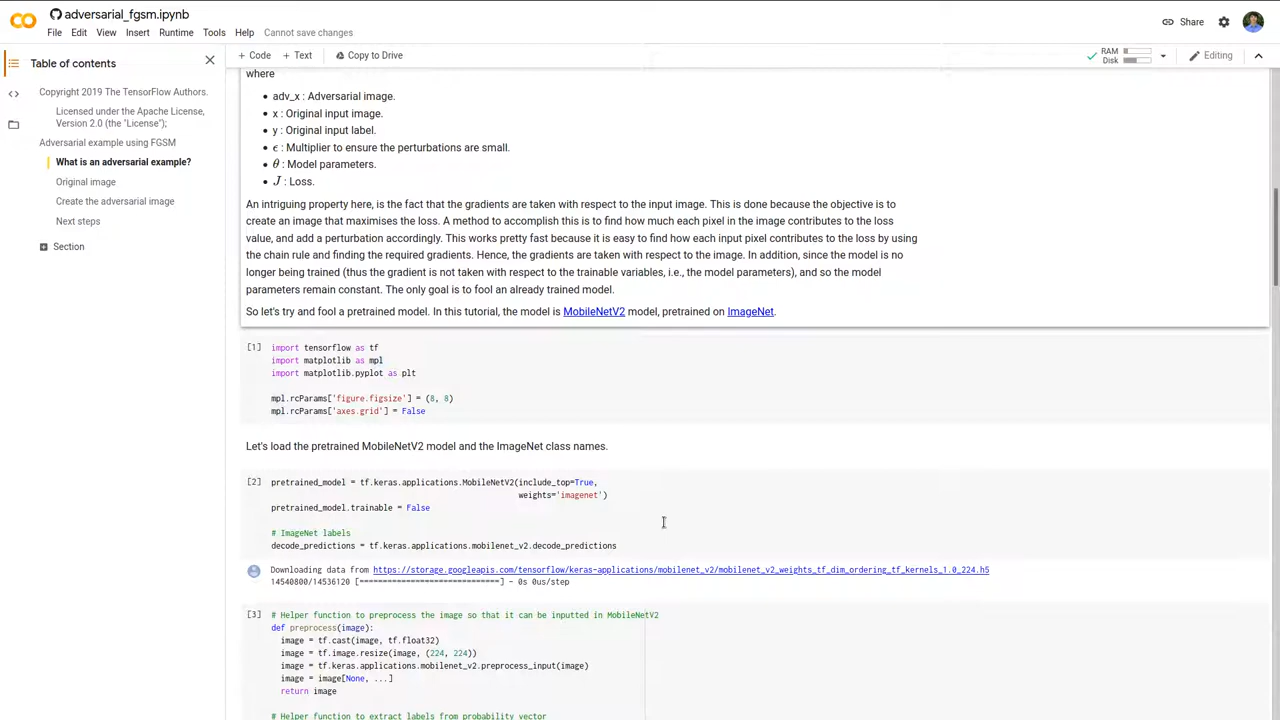 adversarial_fgsm.ipynb
File Edit View Insert Runtime Tools Help Cannot save changes
Share
Table of contents
+ Code + Text Copy to Drive
RAM
Disk
Editing
Copyright 2019 The TensorFlow Authors.
Licensed under the Apache License,
Version 2.0 (the "License");
Adversarial example using FGSM
What is an adversarial example?
Original image
Create the adversarial image
Next steps
Section
where
• adv_x : Adversarial image.
• x : Original input image.
• y : Original input label.
• ϵ : Multiplier to ensure the perturbations are small.
• θ : Model parameters.
• J : Loss.
An intriguing property here, is the fact that the gradients are taken with respect to the input image. This is done because the objective is to
create an image that maximises the loss. A method to accomplish this is to find how much each pixel in the image contributes to the loss
value, and add a perturbation accordingly. This works pretty fast because it is easy to find how each input pixel contributes to the loss by using
the chain rule and finding the required gradients. Hence, the gradients are taken with respect to the image. In addition, since the model is no
longer being trained (thus the gradient is not taken with respect to the trainable variables, i.e., the model parameters), and so the model
parameters remain constant. The only goal is to fool an already trained model.
So let's try and fool a pretrained model. In this tutorial, the model is MobileNetV2 model, pretrained on ImageNet.
[1] import tensorflow as tf
import matplotlib as mpl
import matplotlib.pyplot as plt
mpl.rcParams['figure.figsize'] = (8, 8)
mpl.rcParams['axes.grid'] = False
Let's load the pretrained MobileNetV2 model and the ImageNet class names.
[2] pretrained_model = tf.keras.applications.MobileNetV2(include_top=True,
weights='imagenet')
pretrained_model.trainable = False
# ImageNet labels
decode_predictions = tf.keras.applications.mobilenet_v2.decode_predictions
Downloading data from https://storage.googleapis.com/tensorflow/keras-applications/mobilenet_v2/mobilenet_v2_weights_tf_dim_ordering_tf_kernels_1.0_224.h5
14540800/14536120 [==============================] - 0s 0us/step
[3] # Helper function to preprocess the image so that it can be inputted in MobileNetV2
def preprocess(image):
image = tf.cast(image, tf.float32)
image = tf.image.resize(image, (224, 224))
image = tf.keras.applications.mobilenet_v2.preprocess_input(image)
image = image[None, ...]
return image
# Helper function to extract labels from probability vector